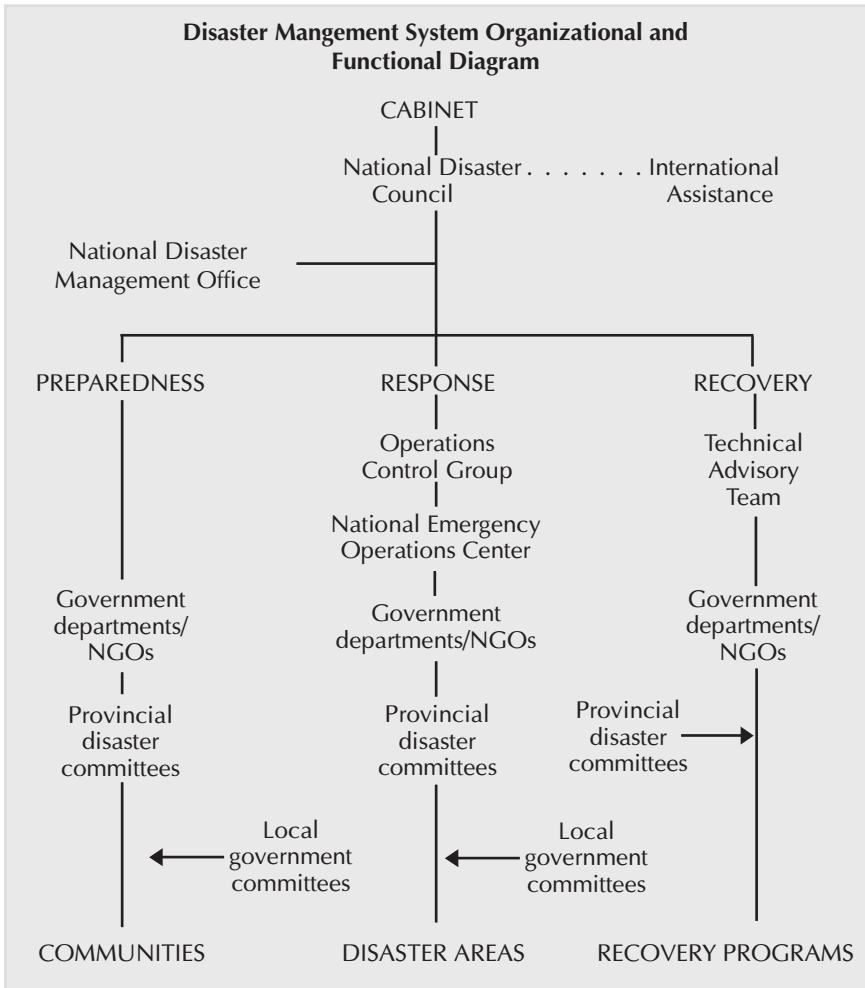 Disaster Mangement System Organizational and
Functional Diagram
CABINET
National Disaster . . . . . . . International
Council Assistance
National Disaster
Management Office
PREPAREDNESS RESPONSE RECOVERY
Operations
Control Group
Technical
Advisory
Team
National Emergency
Operations Center
Government
departments/
NGOs
Government
departments/NGOs
Government
departments/
NGOs
Provincial
disaster
committees
Provincial
disaster
committees
Provincial
disaster
committees
Local
government
committees
Local
government
committees
COMMUNITIES DISASTER AREAS RECOVERY PROGRAMS